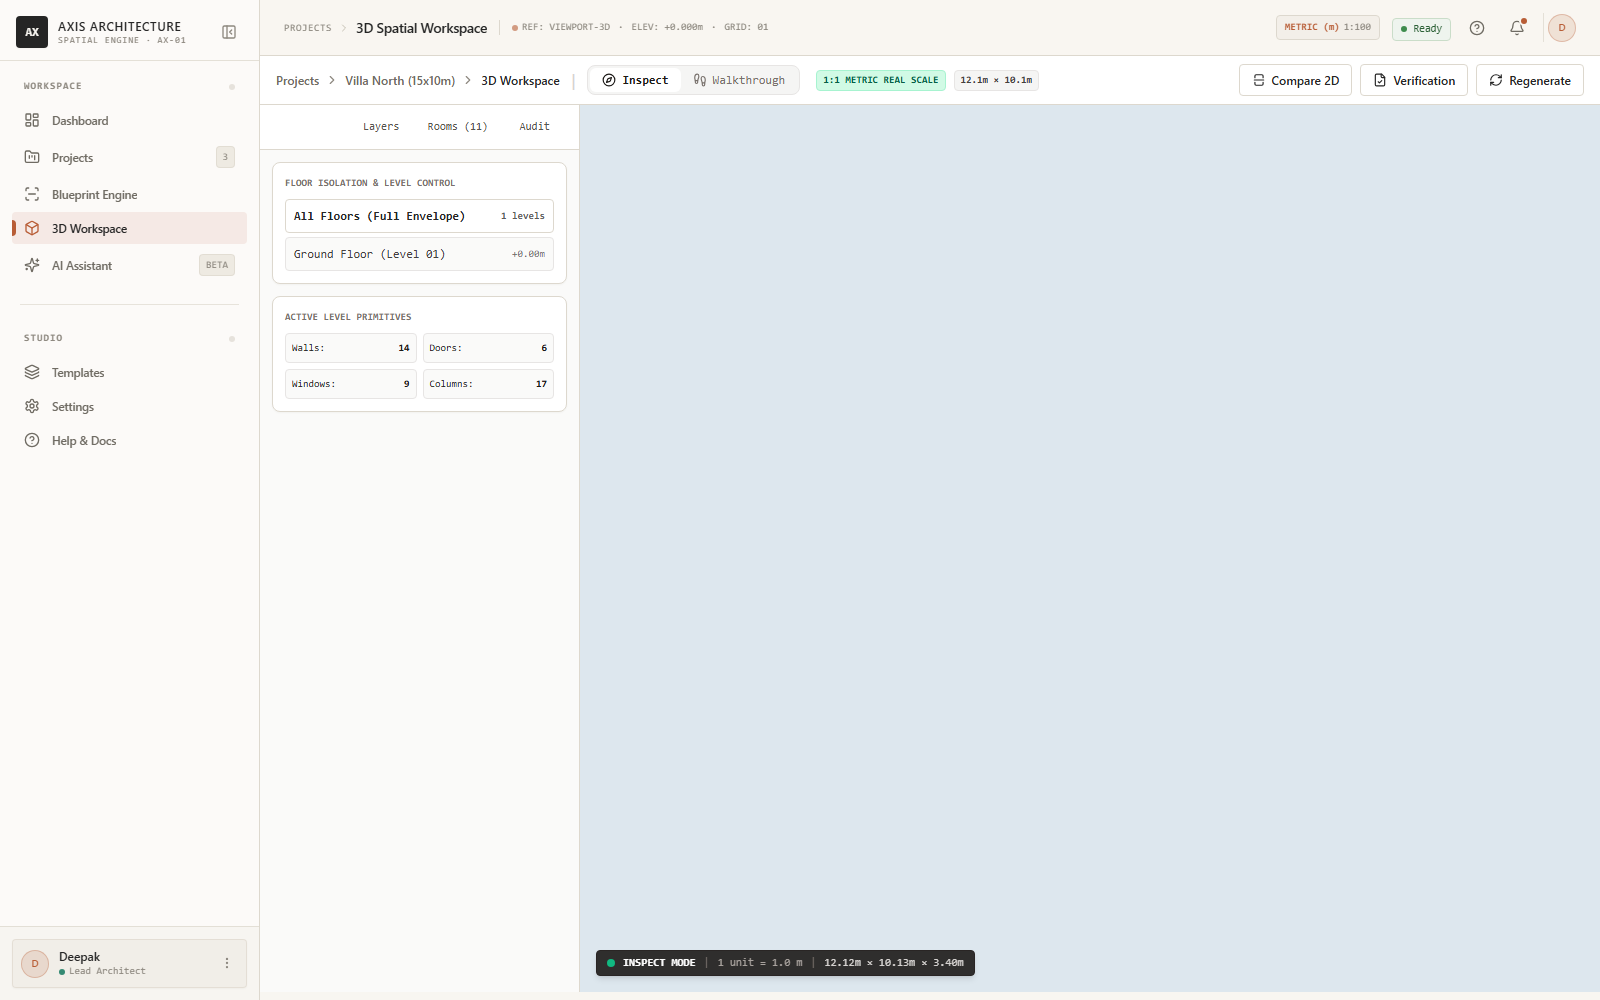 AX
AXIS ARCHITECTURE
SPATIAL ENGINE · AX-01
WORKSPACE
Dashboard
Projects 3
Blueprint Engine
3D Workspace
AI Assistant BETA
STUDIO
Templates
Settings
Help & Docs
D
Deepak
Lead Architect
PROJECTS 3D Spatial Workspace REF: VIEWPORT-3D · ELEV: +0.000m · GRID: 01
METRIC (m) 1:100 Ready D
Projects Villa North (15x10m) 3D Workspace Inspect Walkthrough 1:1 METRIC REAL SCALE 12.1m × 10.1m Compare 2D Verification Regenerate
Layers Rooms (11) Audit
FLOOR ISOLATION & LEVEL CONTROL
All Floors (Full Envelope) 1 levels
Ground Floor (Level 01) +0.00m
ACTIVE LEVEL PRIMITIVES
Walls: 14 Doors: 6
Windows: 9 Columns: 17
INSPECT MODE | 1 unit = 1.0 m | 12.12m × 10.13m × 3.40m